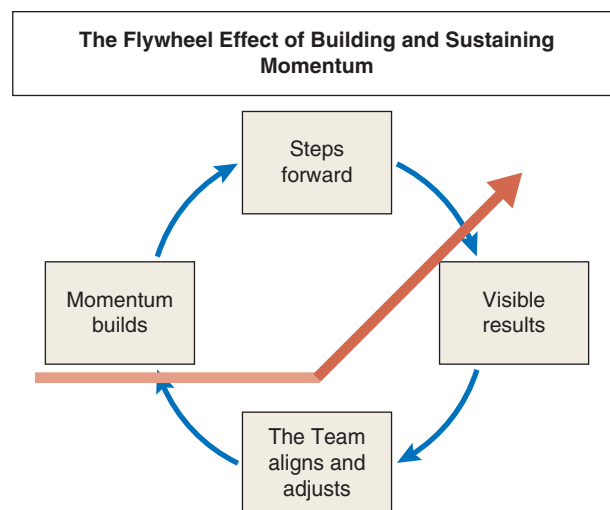 The Flywheel Effect of Building and Sustaining
Momentum
Steps
forward
Momentum
builds
Visible
results
The Team
aligns and
adjusts